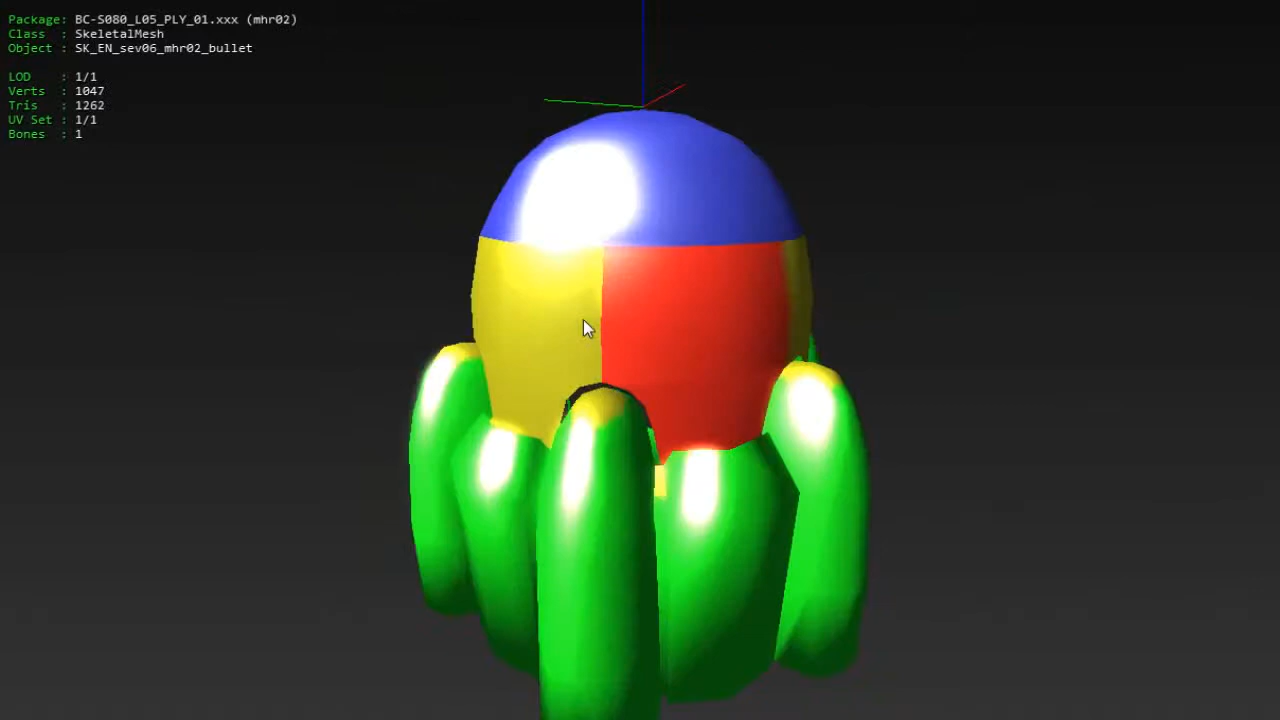 Package: BC-S080_L05_PLY_01.xxx (mhr02)
Class : SkeletalMesh
Object : SK_EN_sev06_mhr02_bullet
LOD : 1/1
Verts : 1047
Tris : 1262
UV Set : 1/1
Bones : 1